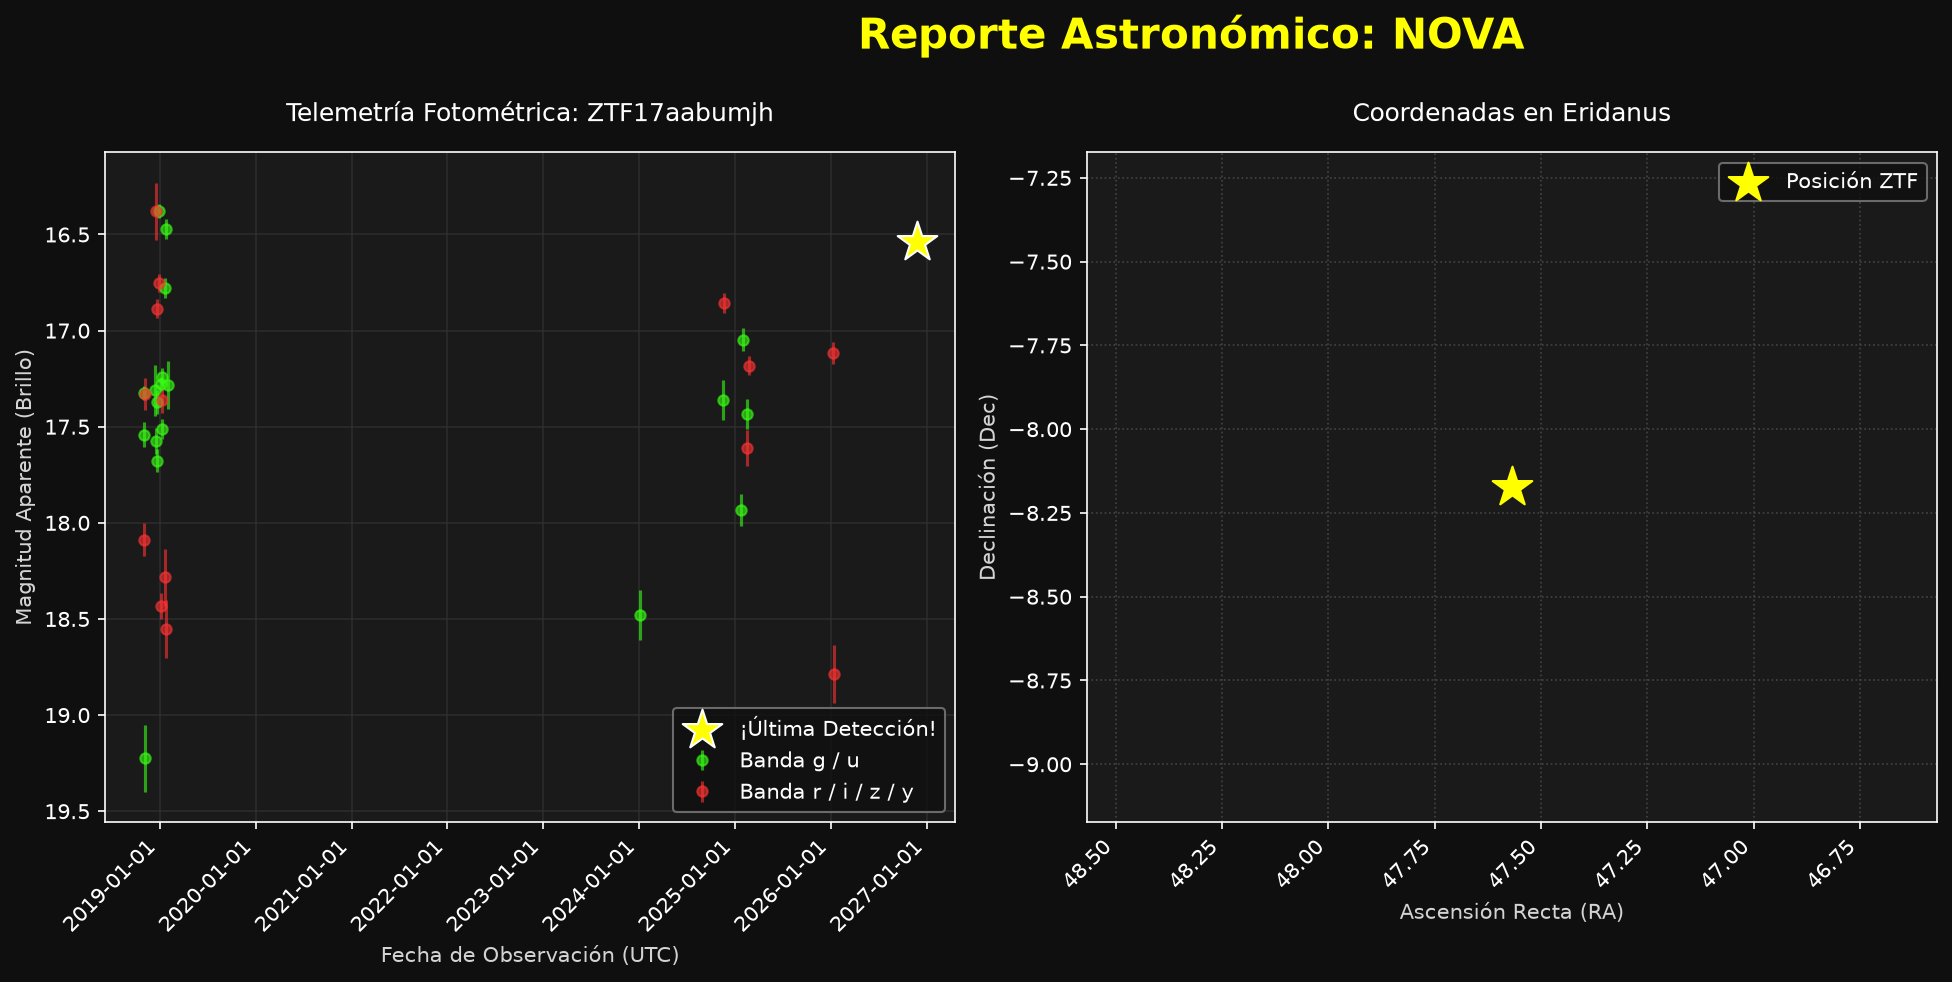 Reporte Astronómico: NOVA
Telemetría Fotométrica: ZTF17aabumjh
Magnitud Aparente (Brillo)
16.5
17.0
17.5
18.0
18.5
19.0
19.5
¡Última Detección!
Banda g / u
Banda r / i / z / y
2019-01-01
2020-01-01
2021-01-01
2022-01-01
2023-01-01
2024-01-01
2025-01-01
2026-01-01
2027-01-01
Fecha de Observación (UTC)
Coordenadas en Eridanus
Declinación (Dec)
−7.25
−7.50
−7.75
−8.00
−8.25
−8.50
−8.75
−9.00
Posición ZTF
48.50
48.25
48.00
47.75
47.50
47.25
47.00
46.75
Ascensión Recta (RA)